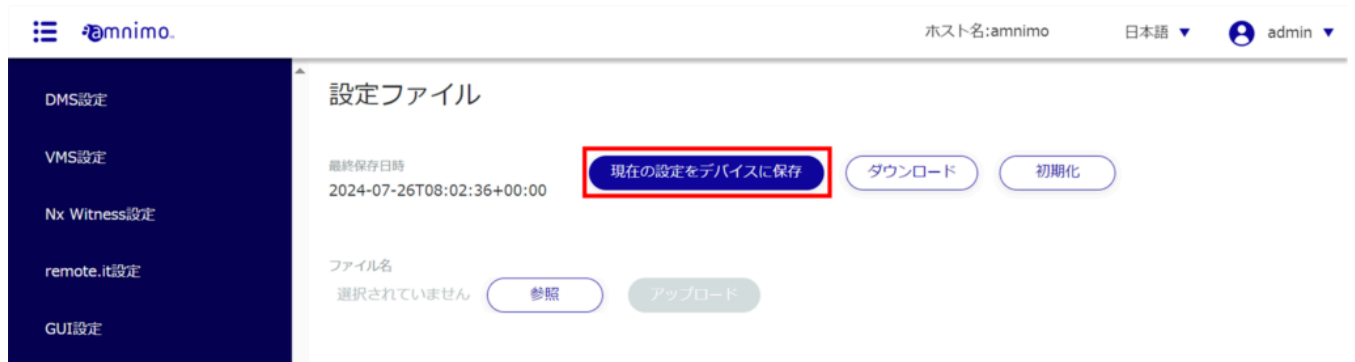 amnimo
ホスト名:amnimo
日本語 ▼
admin ▼
DMS設定
VMS設定
Nx Witness設定
remote.it設定
GUI設定
設定ファイル
最終保存日時
2024-07-26T08:02:36+00:00
現在の設定をデバイスに保存
ダウンロード
初期化
ファイル名
選択されていません
参照
アップロード